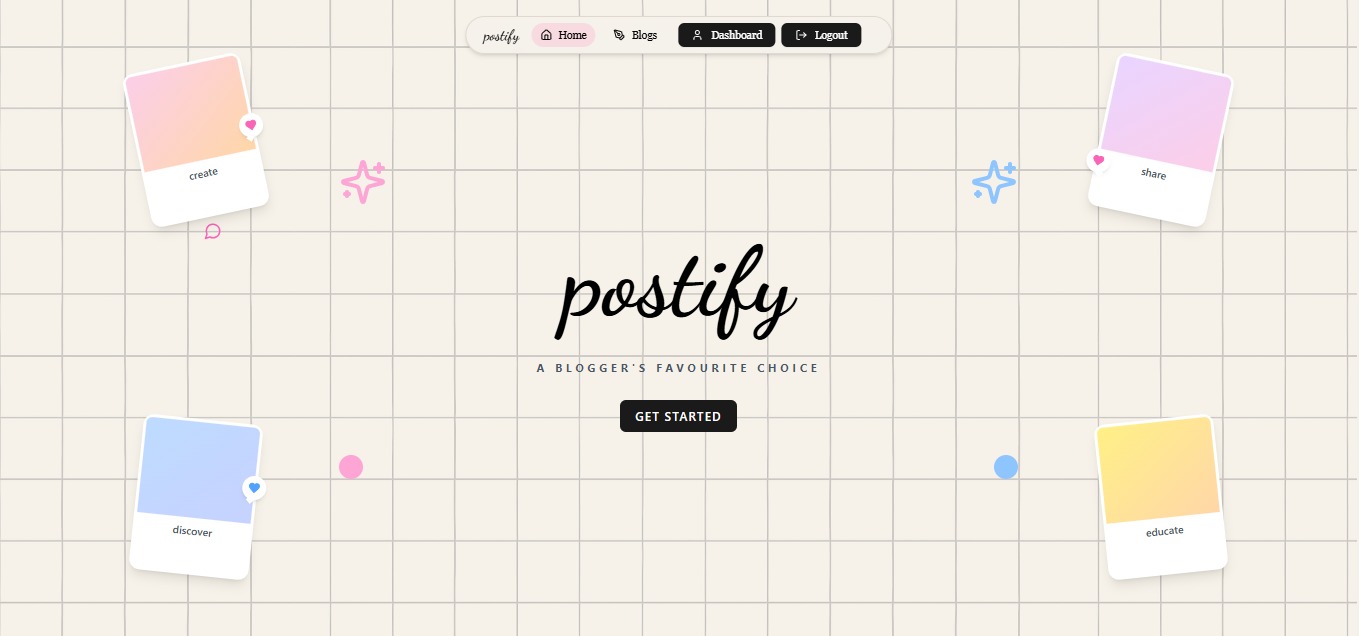 postify Home Blogs Dashboard Logout
create
share
postify
A BLOGGER'S FAVOURITE CHOICE
GET STARTED
discover
educate